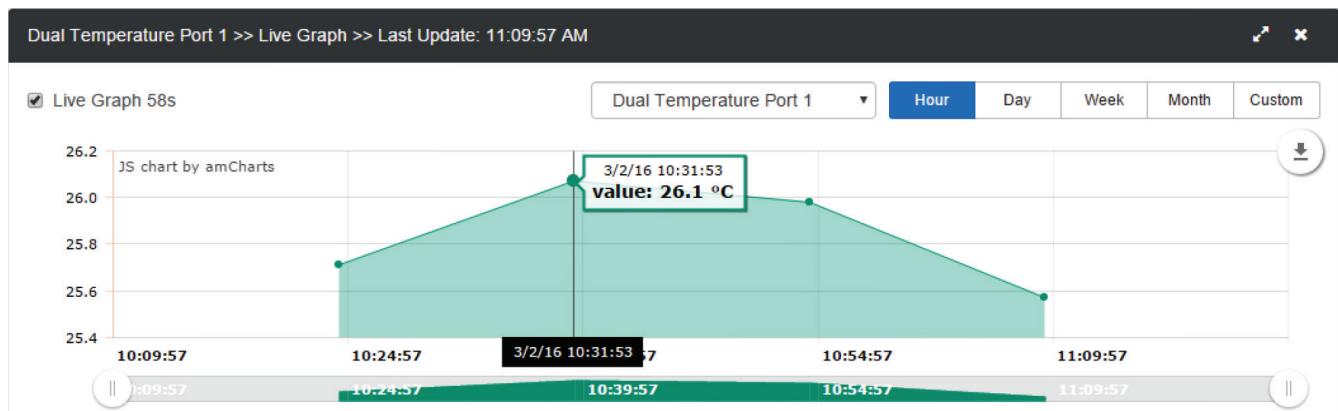 Dual Temperature Port 1 >> Live Graph >> Last Update: 11:09:57 AM
Live Graph 58s
Dual Temperature Port 1
Hour Day Week Month Custom
26.2
JS chart by amCharts
3/2/16 10:31:53
value: 26.1 ºC
26.0
25.8
25.6
25.4
10:09:57 10:24:57 3/2/16 10:31:53 10:54:57 11:09:57
10:24:57 10:39:57 10:54:57 11:09:57